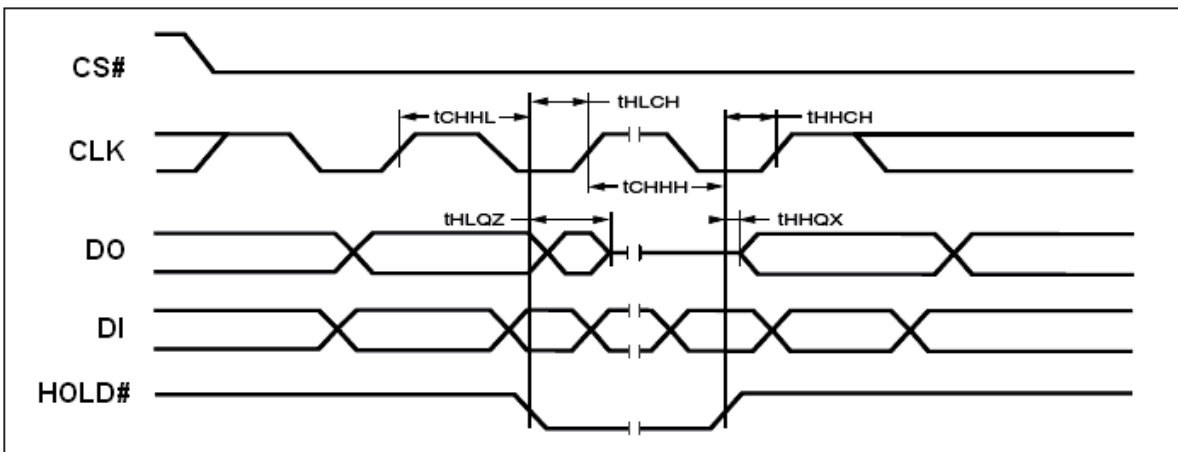 CS#
tHLCH
tCHHL
tHHCH
CLK
tCHHH
tHLQZ
tHHQX
DO
DI
HOLD#